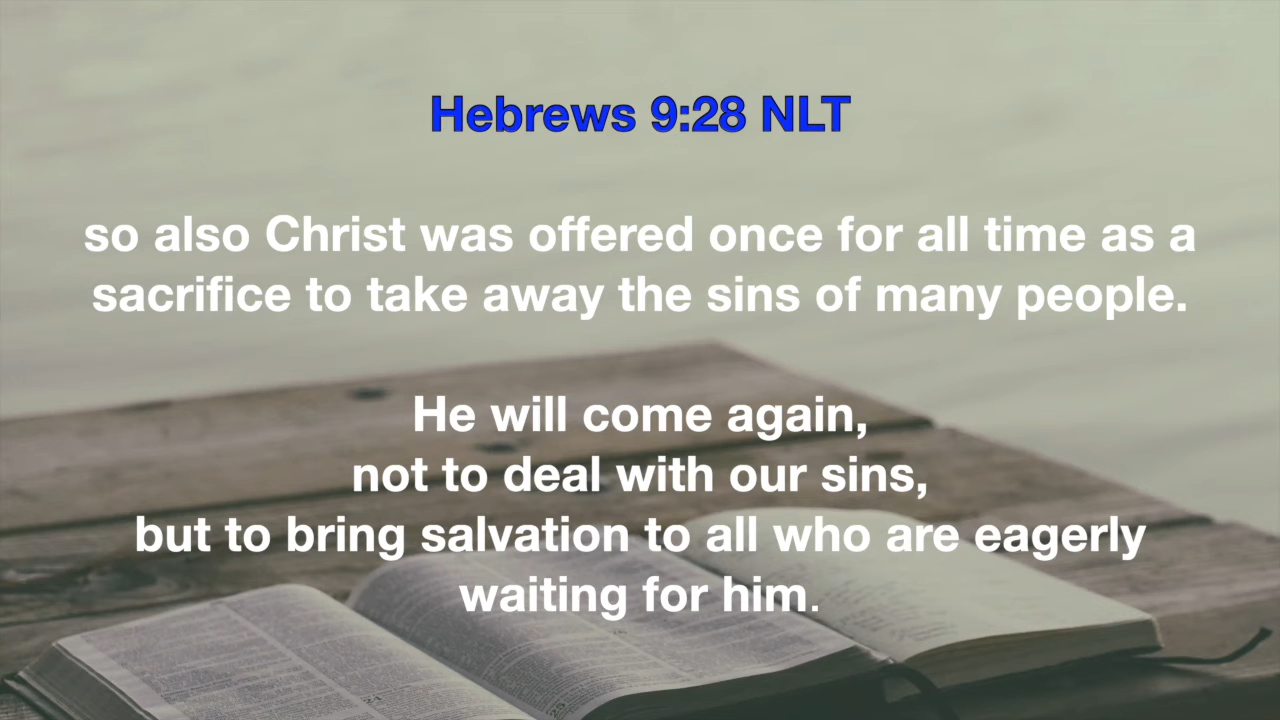 Hebrews 9:28 NLT
so also Christ was offered once for all time as a
sacrifice to take away the sins of many people.
He will come again,
not to deal with our sins,
but to bring salvation to all who are eagerly
waiting for him.